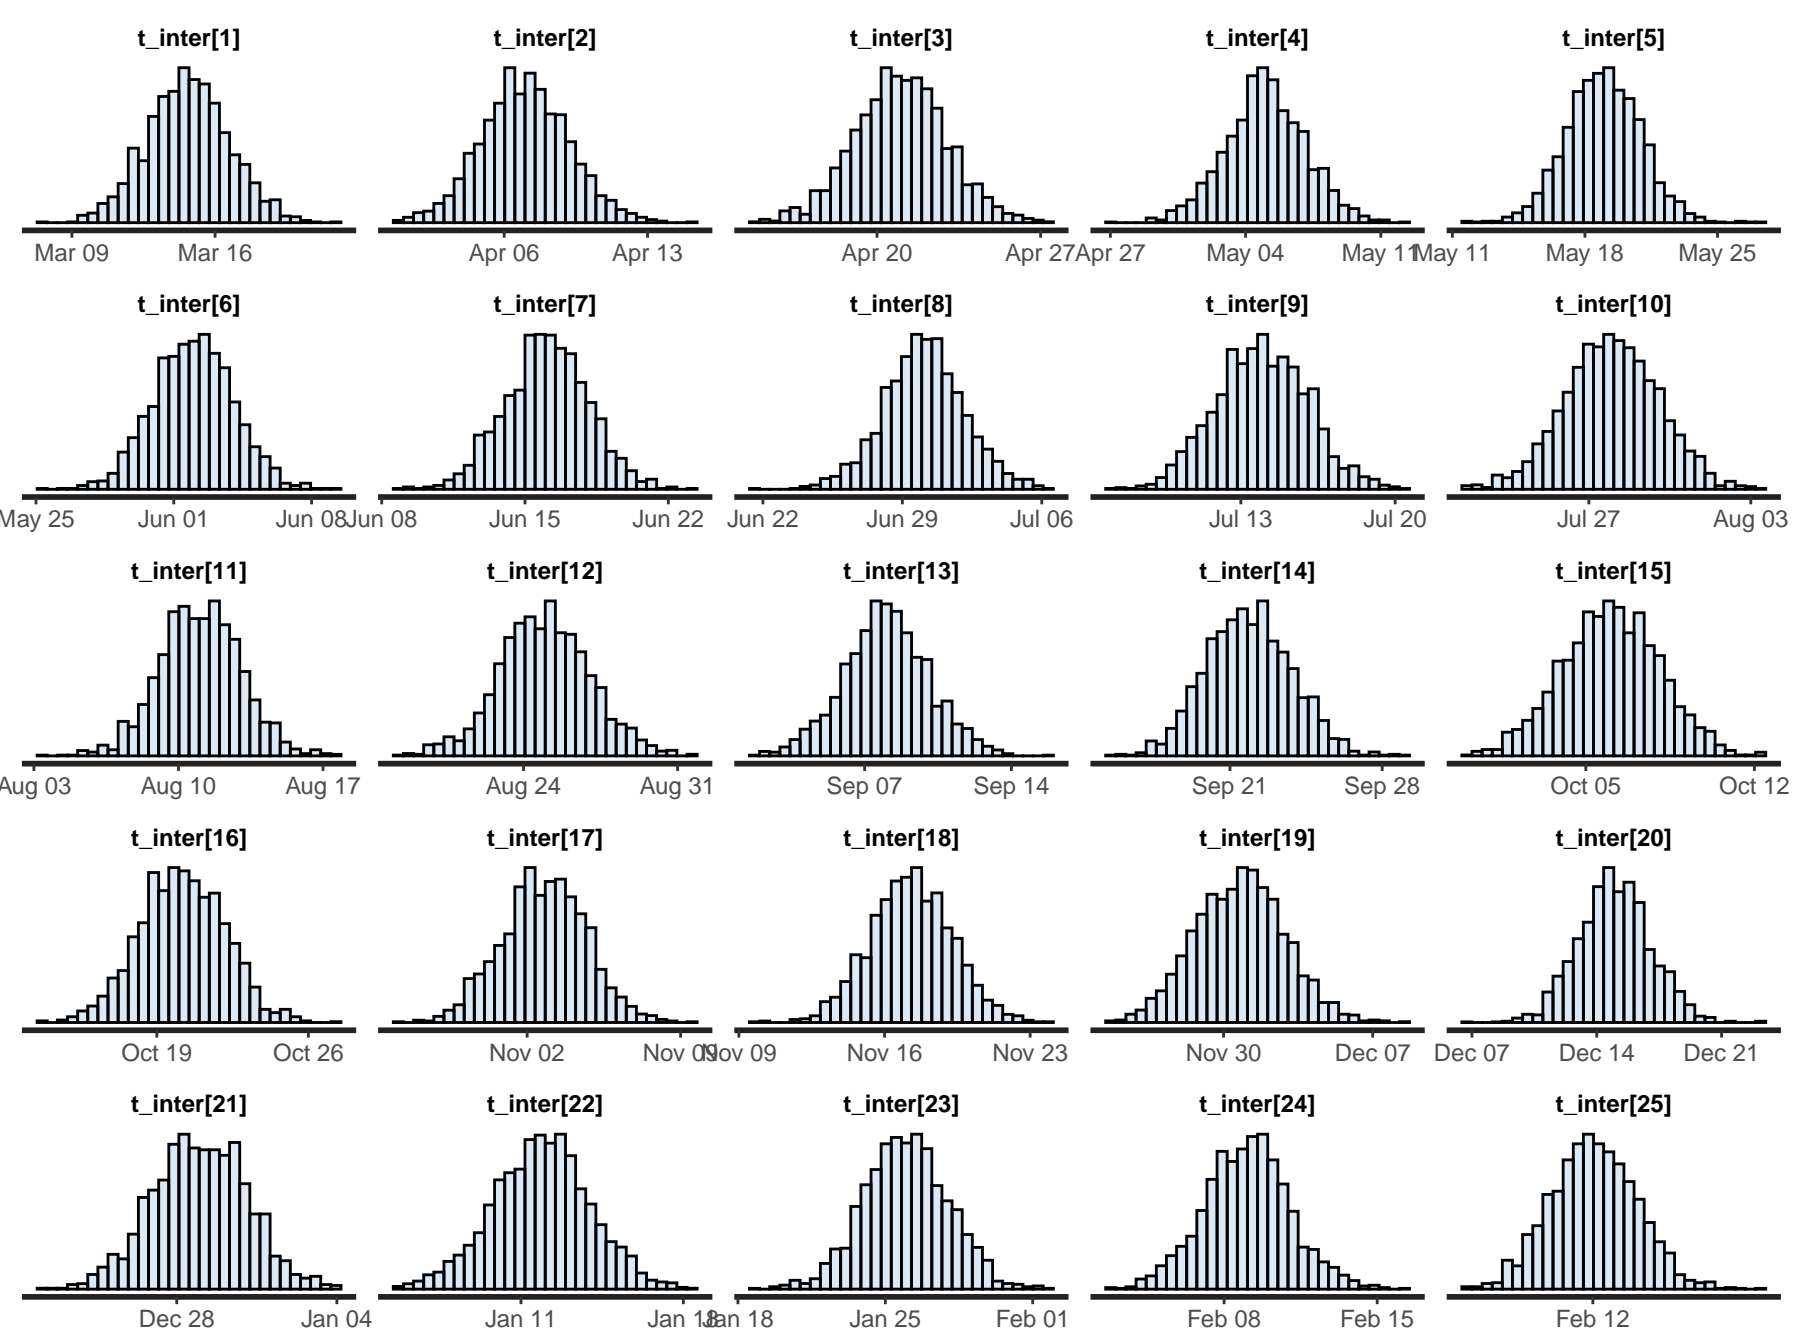 t_inter[1] t_inter[2] t_inter[3] t_inter[4] t_inter[5]
Mar 09 Mar 16 Apr 06 Apr 13 Apr 20 Apr 27 Apr 27 May 04 May 11 May 11 May 18 May 25
t_inter[6] t_inter[7] t_inter[8] t_inter[9] t_inter[10]
May 25 Jun 01 Jun 08 Jun 08 Jun 15 Jun 22 Jun 22 Jun 29 Jul 06 Jul 13 Jul 20 Jul 27 Aug 03
t_inter[11] t_inter[12] t_inter[13] t_inter[14] t_inter[15]
Aug 03 Aug 10 Aug 17 Aug 24 Aug 31 Sep 07 Sep 14 Sep 21 Sep 28 Oct 05 Oct 12
t_inter[16] t_inter[17] t_inter[18] t_inter[19] t_inter[20]
Oct 19 Oct 26 Nov 02 Nov 09 Nov 09 Nov 16 Nov 23 Nov 30 Dec 07 Dec 07 Dec 14 Dec 21
t_inter[21] t_inter[22] t_inter[23] t_inter[24] t_inter[25]
Dec 28 Jan 04 Jan 11 Jan 18 Jan 18 Jan 25 Feb 01 Feb 08 Feb 15 Feb 12